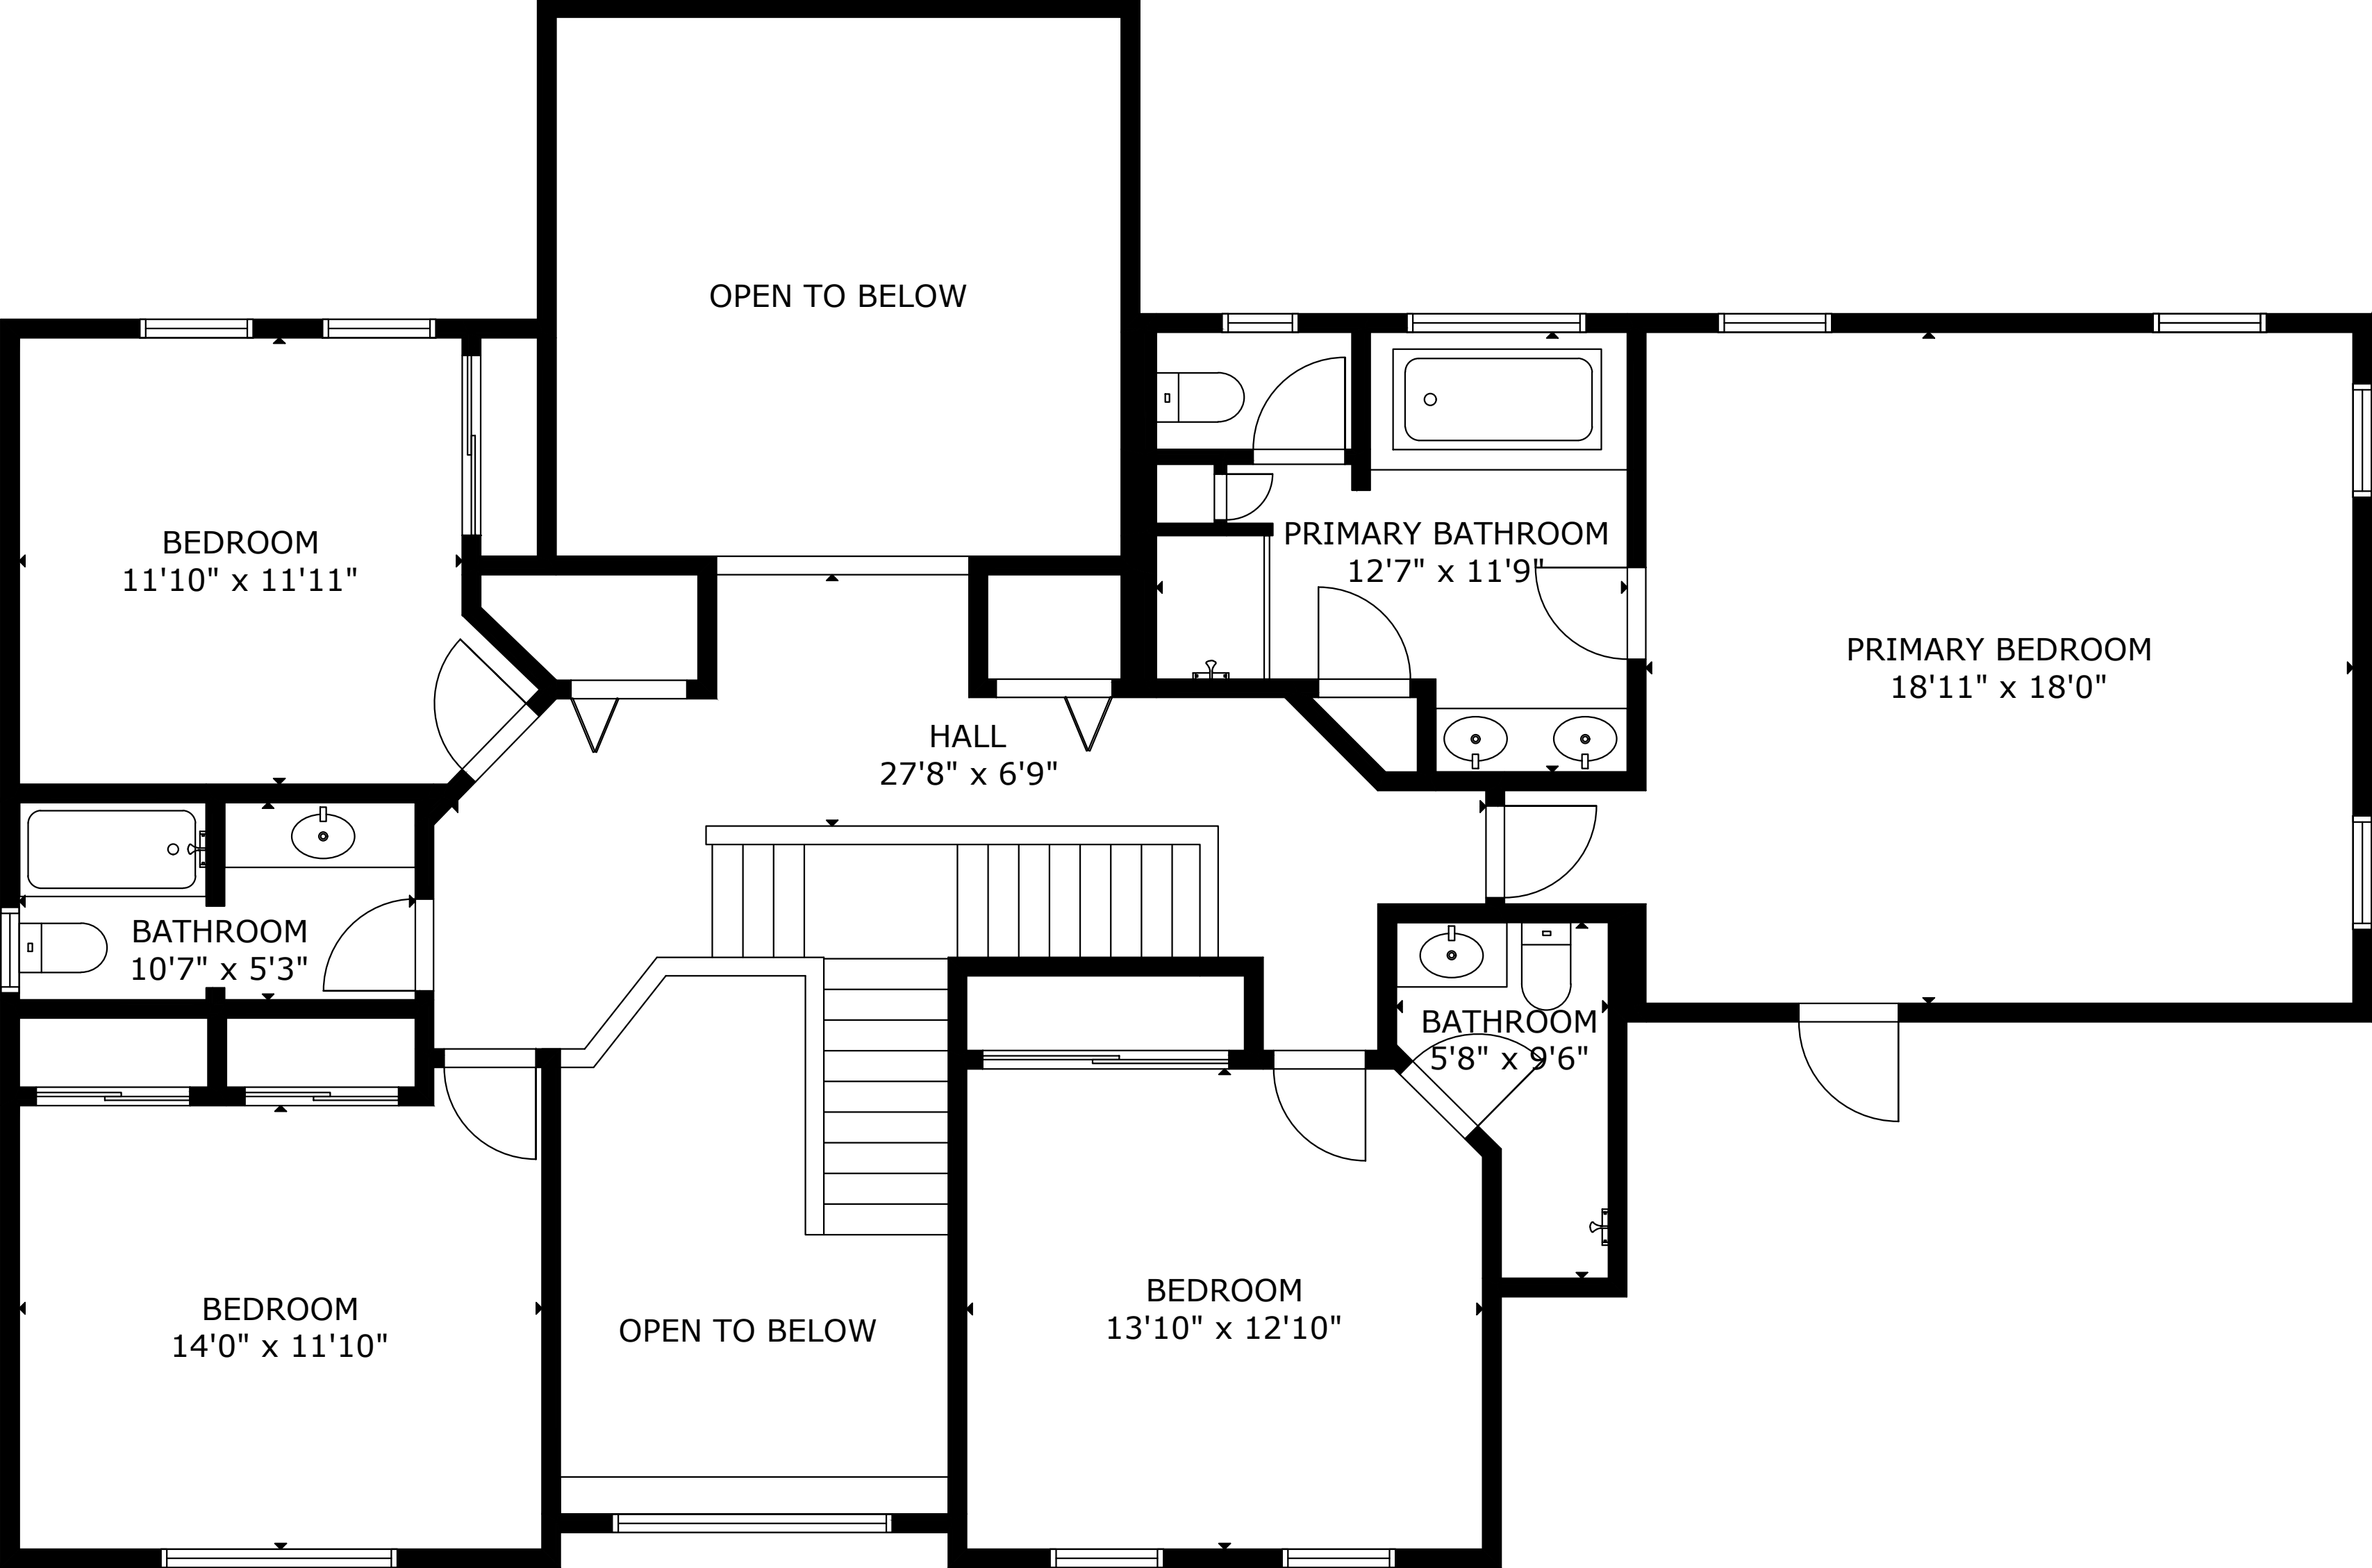 OPEN TO BELOW
BEDROOM
11'10" x 11'11"
PRIMARY BATHROOM
12'7" x 11'9"
PRIMARY BEDROOM
18'11" x 18'0"
HALL
27'8" x 6'9"
BATHROOM
10'7" x 5'3"
BATHROOM
5'8" x 9'6"
BEDROOM
14'0" x 11'10"
OPEN TO BELOW
BEDROOM
13'10" x 12'10"